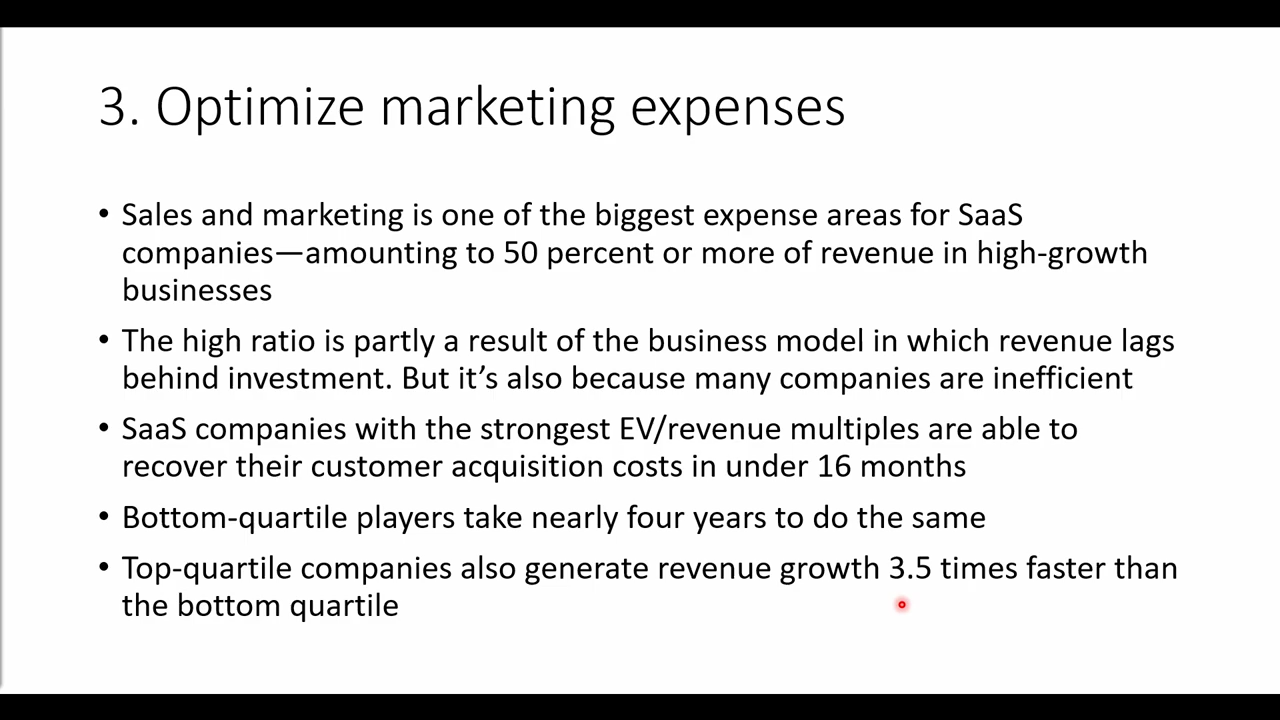 3. Optimize marketing expenses
• Sales and marketing is one of the biggest expense areas for SaaS
companies—amounting to 50 percent or more of revenue in high-growth
businesses
• The high ratio is partly a result of the business model in which revenue lags
behind investment. But it’s also because many companies are inefficient
• SaaS companies with the strongest EV/revenue multiples are able to
recover their customer acquisition costs in under 16 months
• Bottom-quartile players take nearly four years to do the same
• Top-quartile companies also generate revenue growth 3.5 times faster than
the bottom quartile